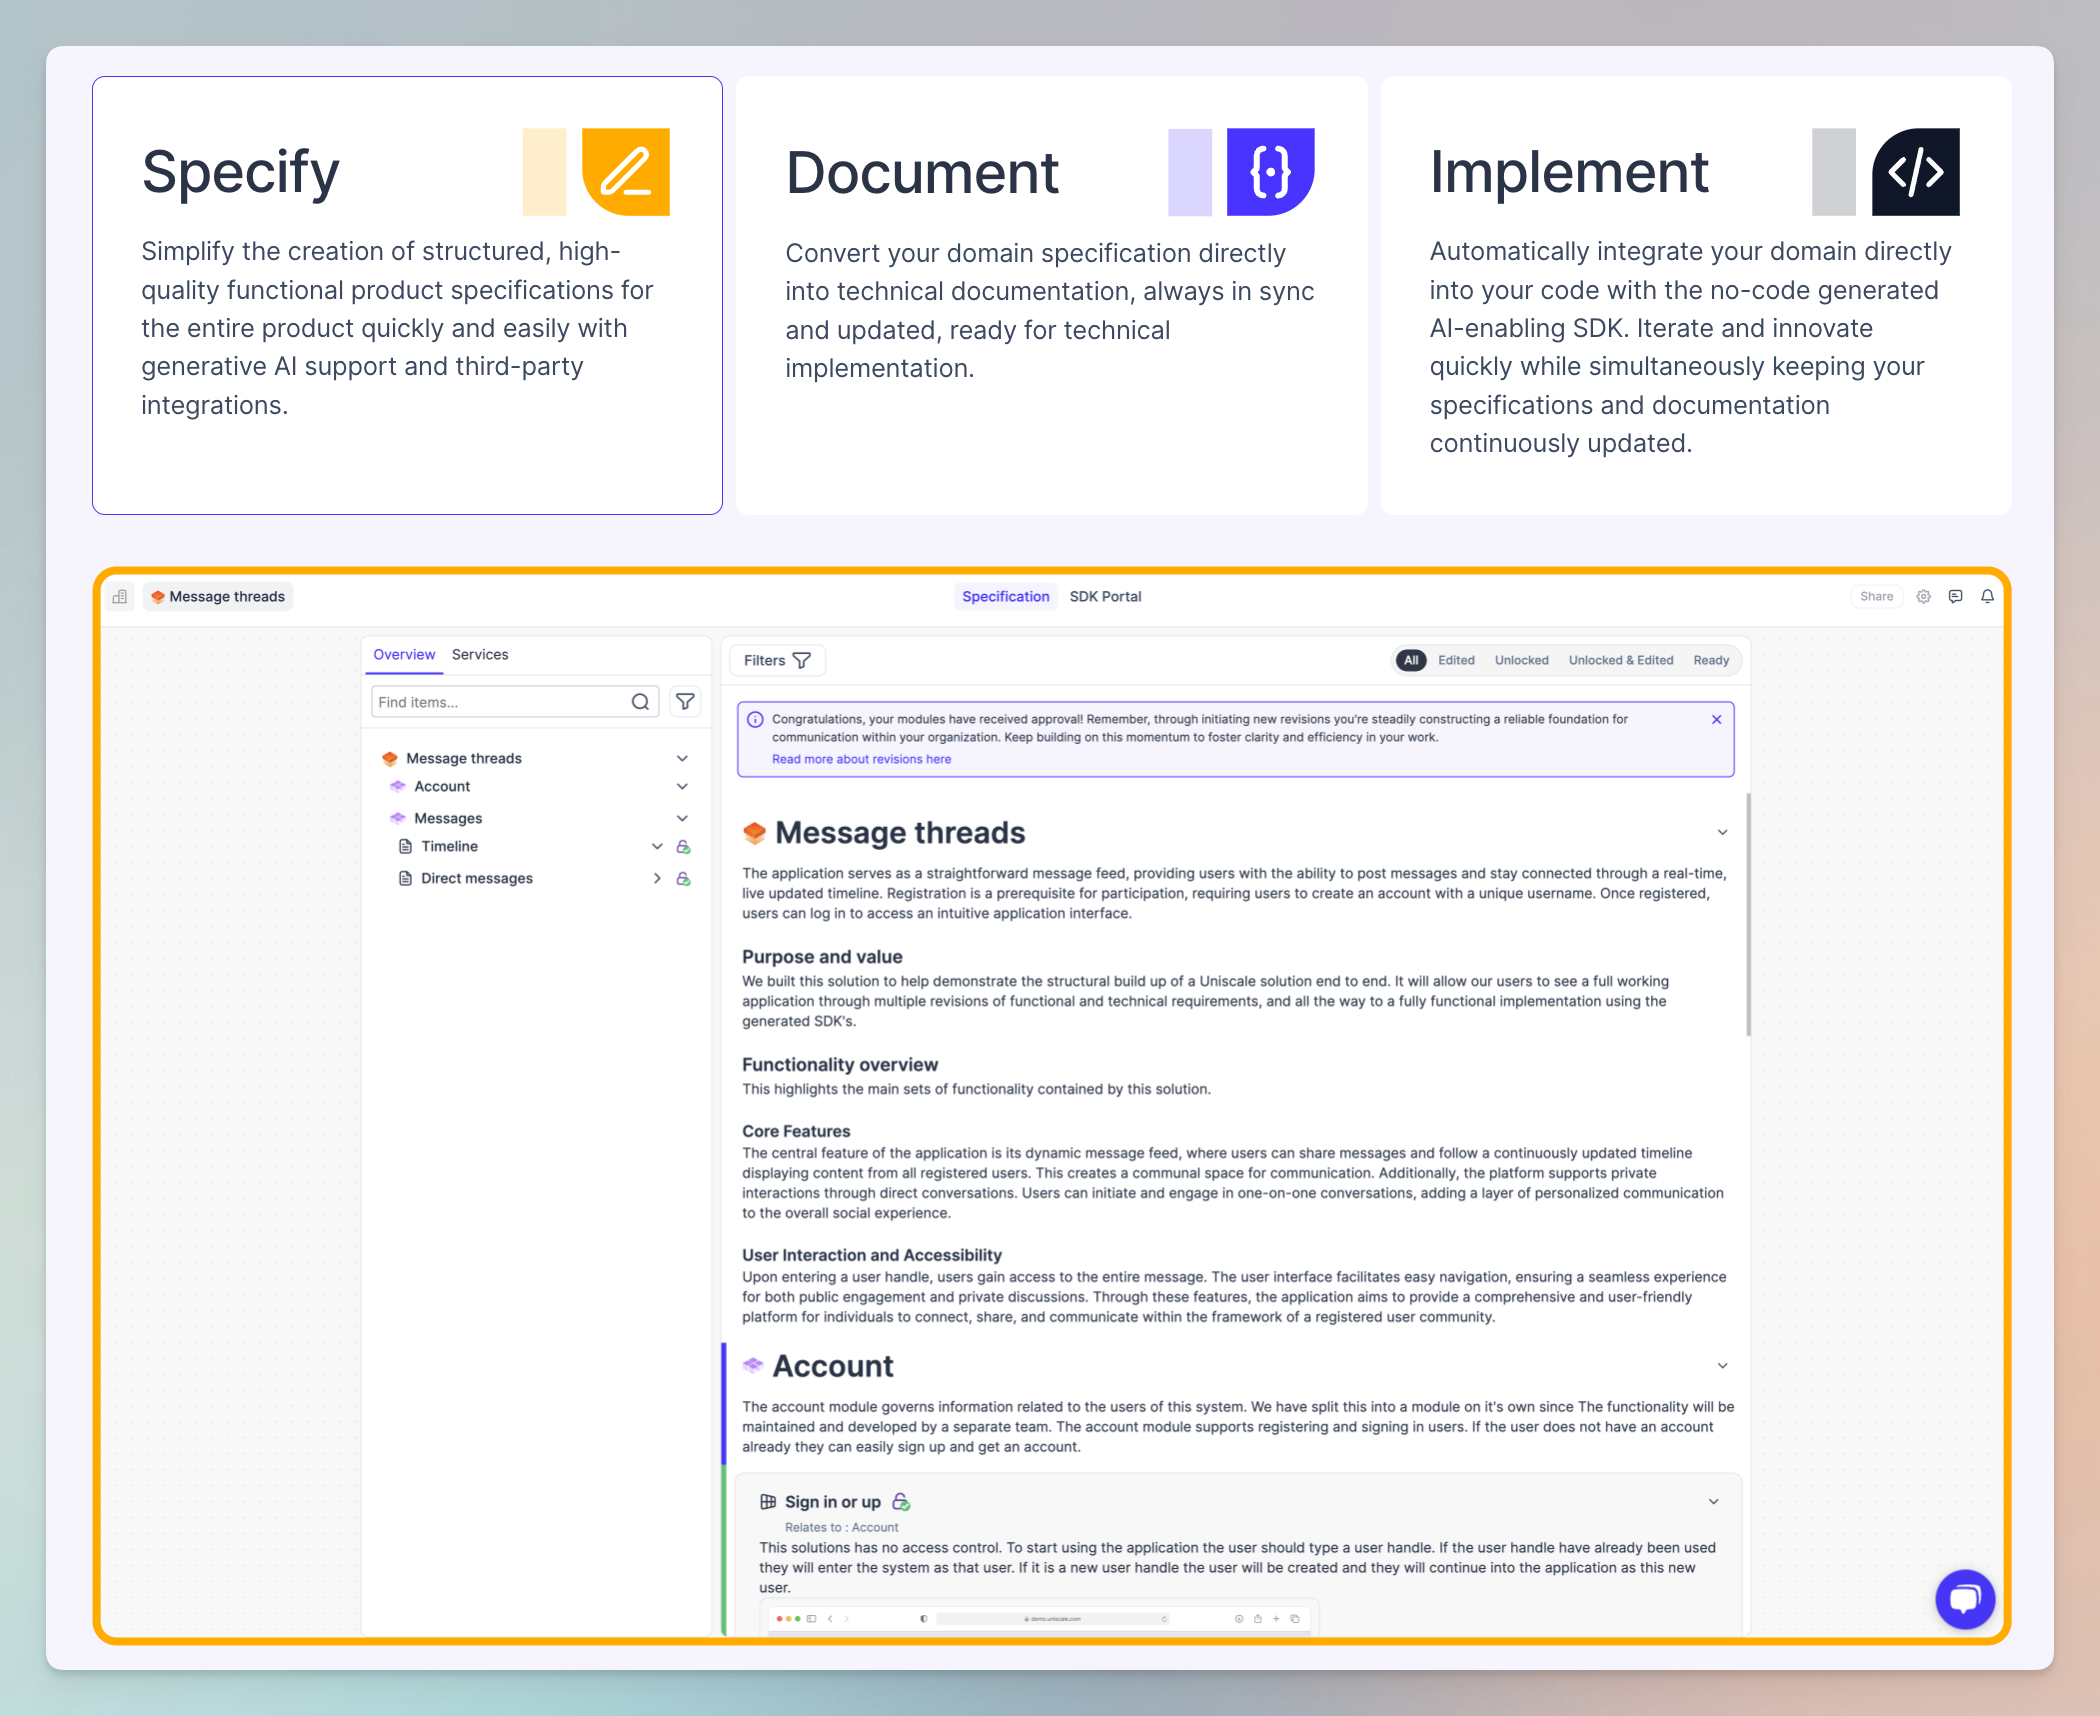 Specify
Simplify the creation of structured, high-
quality functional product specifications for
the entire product quickly and easily with
generative AI support and third-party
integrations.
Document
Convert your domain specification directly
into technical documentation, always in sync
and updated, ready for technical
implementation.
Implement
Automatically integrate your domain directly
into your code with the no-code generated
AI-enabling SDK. Iterate and innovate
quickly while simultaneously keeping your
specifications and documentation
continuously updated.
Message threads
Specification
SDK Portal
Share
Overview
Services
Find items...
Message threads
Account
Messages
Timeline
Direct messages
Filters
All
Edited
Unlocked
Unlocked & Edited
Ready
Congratulations, your modules have received approval! Remember, through initiating new revisions you're steadily constructing a reliable foundation for
communication within your organization. Keep building on this momentum to foster clarity and efficiency in your work.
Read more about revisions here
Message threads
The application serves as a straightforward message feed, providing users with the ability to post messages and stay connected through a real-time,
live updated timeline. Registration is a prerequisite for participation, requiring users to create an account with a unique username. Once registered,
users can log in to access an intuitive application interface.
Purpose and value
We built this solution to help demonstrate the structural build up of a Uniscale solution end to end. It will allow our users to see a full working
application through multiple revisions of functional and technical requirements, and all the way to a fully functional implementation using the
generated SDK's.
Functionality overview
This highlights the main sets of functionality contained by this solution.
Core Features
The central feature of the application is its dynamic message feed, where users can share messages and follow a continuously updated timeline
displaying content from all registered users. This creates a communal space for communication. Additionally, the platform supports private
interactions through direct conversations. Users can initiate and engage in one-on-one conversations, adding a layer of personalized communication
to the overall social experience.
User Interaction and Accessibility
Upon entering a user handle, users gain access to the entire message. The user interface facilitates easy navigation, ensuring a seamless experience
for both public engagement and private discussions. Through these features, the application aims to provide a comprehensive and user-friendly
platform for individuals to connect, share, and communicate within the framework of a registered user community.
Account
The account module governs information related to the users of this system. We have split this into a module on it's own since The functionality will be
maintained and developed by a separate team. The account module supports registering and signing in users. If the user does not have an account
already they can easily sign up and get an account.
Sign in or up
Relates to : Account
This solutions has no access control. To start using the application the user should type a user handle. If the user handle have already been used
they will enter the system as that user. If it is a new user handle the user will be created and they will continue into the application as this new
user.
demo.uniscale.com